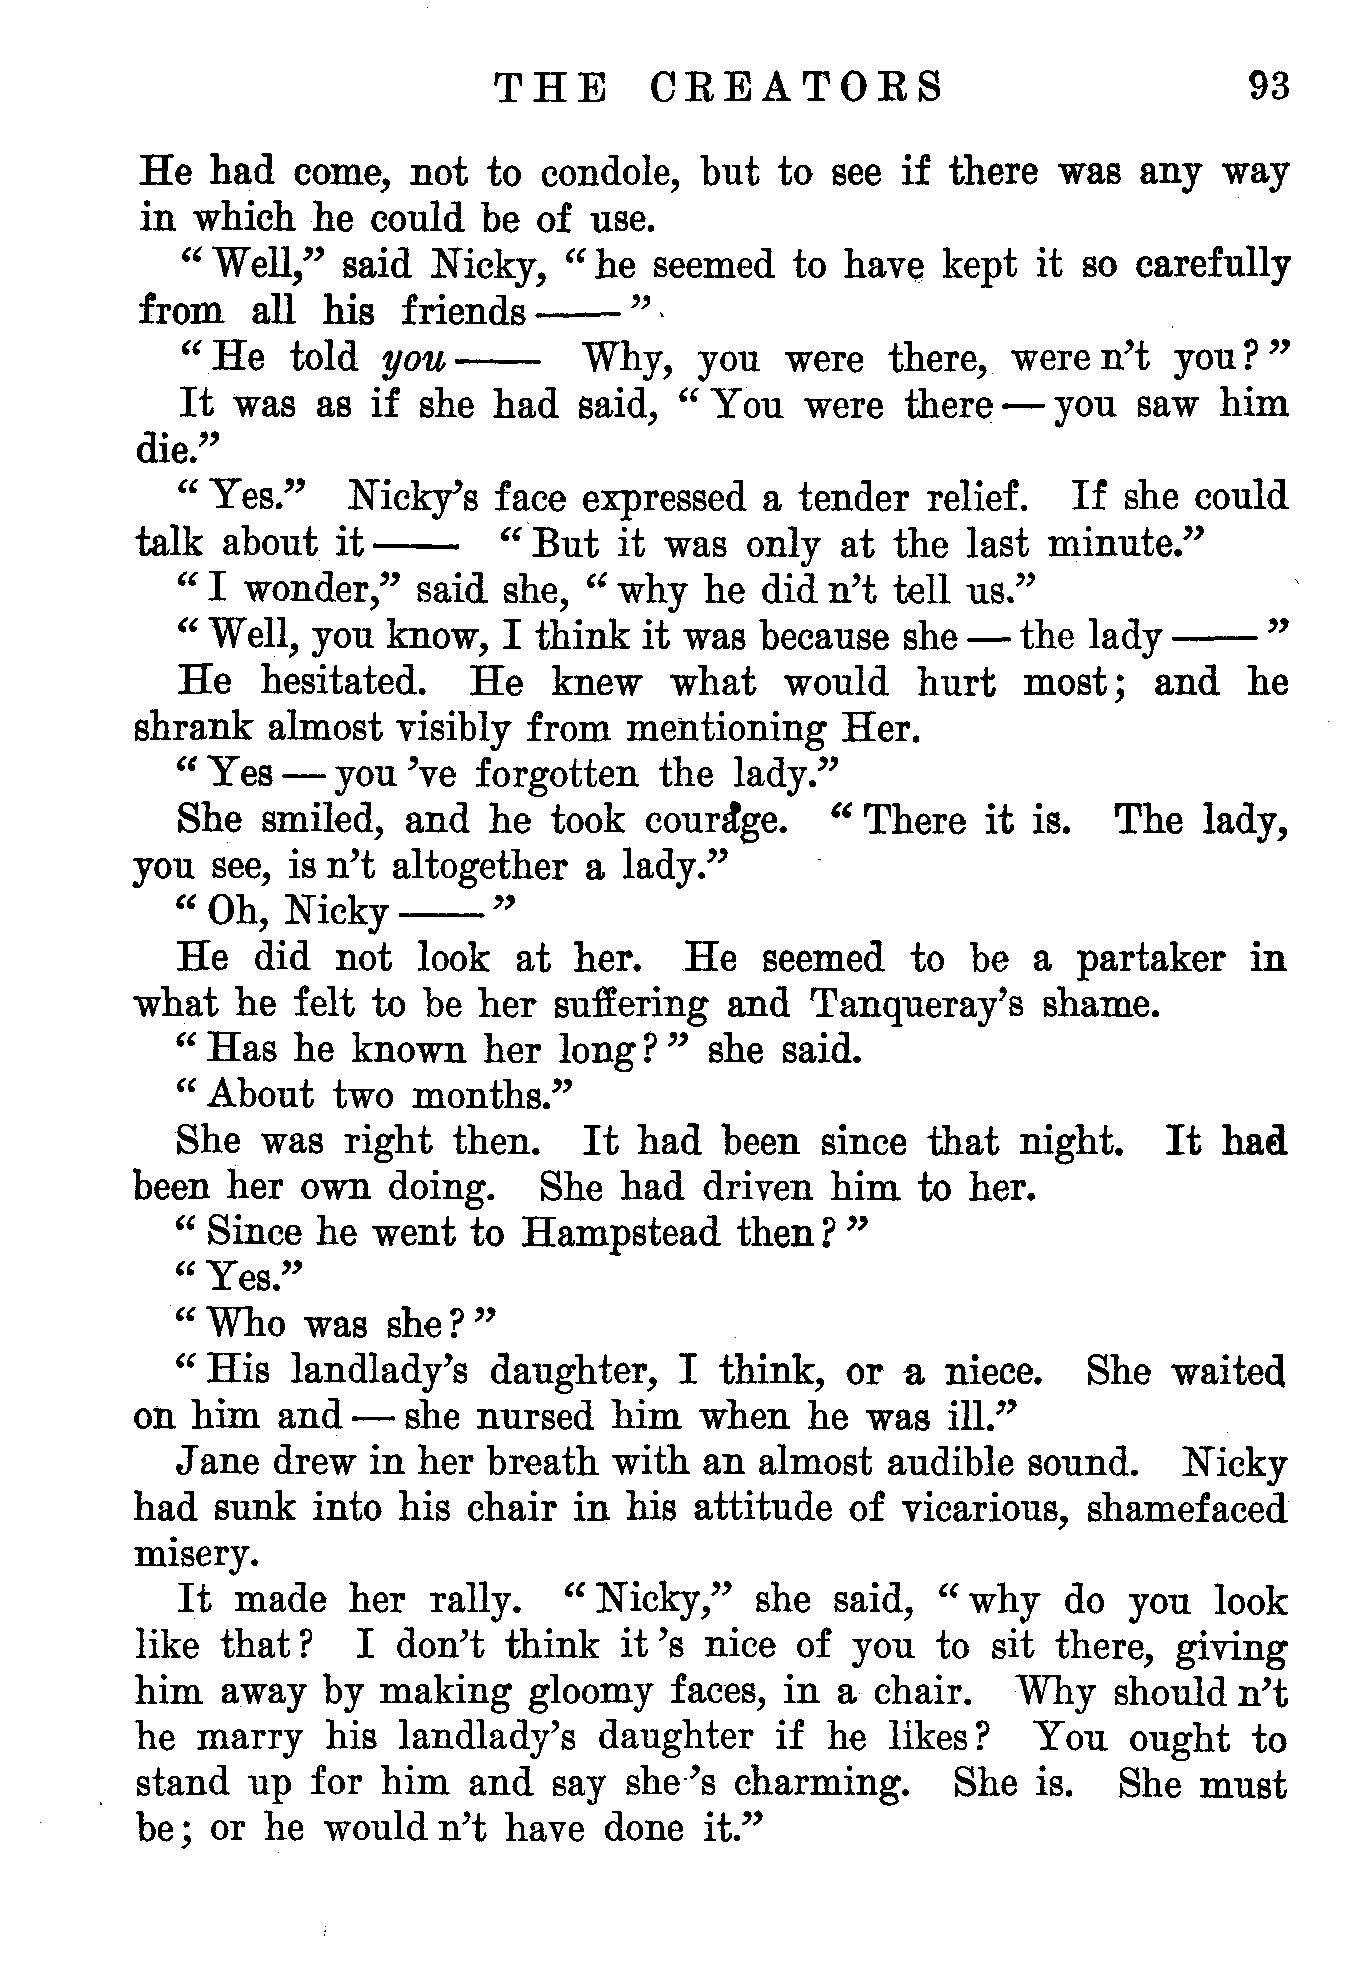 THE CREATORS 93
He had come, not to condole, but to see if there was any way
in which he could be of use.
“Well,” said Nicky, “he seemed to have kept it so carefully
from all his friends——”
“He told you—— Why, you were there, were n’t you?”
It was as if she had said, “You were there—you saw him
die.”
“Yes.” Nicky’s face expressed a tender relief. If she could
talk about it—— “But it was only at the last minute.”
“I wonder,” said she, “why he did n’t tell us.”
“Well, you know, I think it was because she—the lady——”
He hesitated. He knew what would hurt most; and he
shrank almost visibly from mentioning Her.
“Yes—you ’ve forgotten the lady.”
She smiled, and he took courage. “There it is. The lady,
you see, is n’t altogether a lady.”
“Oh, Nicky——”
He did not look at her. He seemed to be a partaker in
what he felt to be her suffering and Tanqueray’s shame.
“Has he known her long?” she said.
“About two months.”
She was right then. It had been since that night. It had
been her own doing. She had driven him to her.
“Since he went to Hampstead then?”
“Yes.”
“Who was she?”
“His landlady’s daughter, I think, or a niece. She waited
on him and—she nursed him when he was ill.”
Jane drew in her breath with an almost audible sound. Nicky
had sunk into his chair in his attitude of vicarious, shamefaced
misery.
It made her rally. “Nicky,” she said, “why do you look
like that? I don’t think it ’s nice of you to sit there, giving
him away by making gloomy faces, in a chair. Why should n’t
he marry his landlady’s daughter if he likes? You ought to
stand up for him and say she ’s charming. She is. She must
be; or he would n’t have done it.”